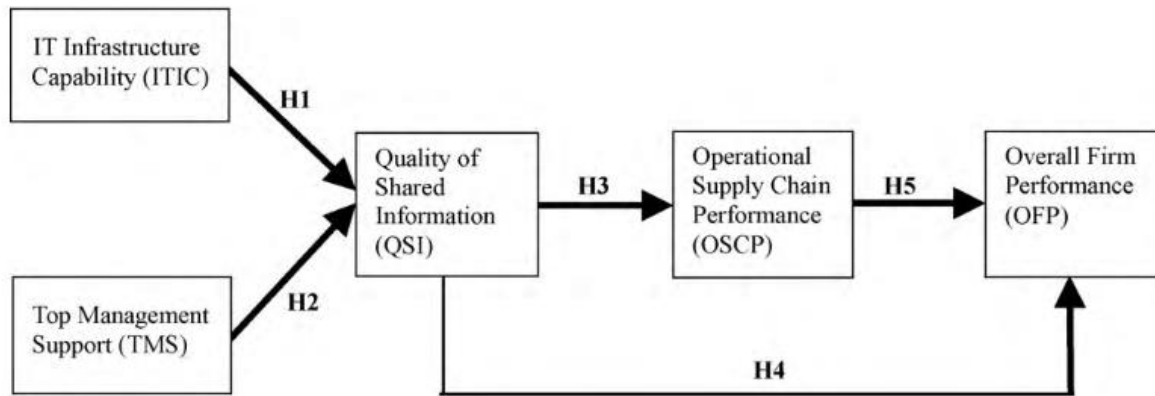 IT Infrastructure
Capability (ITIC)
H1
Quality of
Shared
Information
(QSI)
H3
Operational
Supply Chain
Performance
(OSCP)
H5
Overall Firm
Performance
(OFP)
H2
Top Management
Support (TMS)
H4